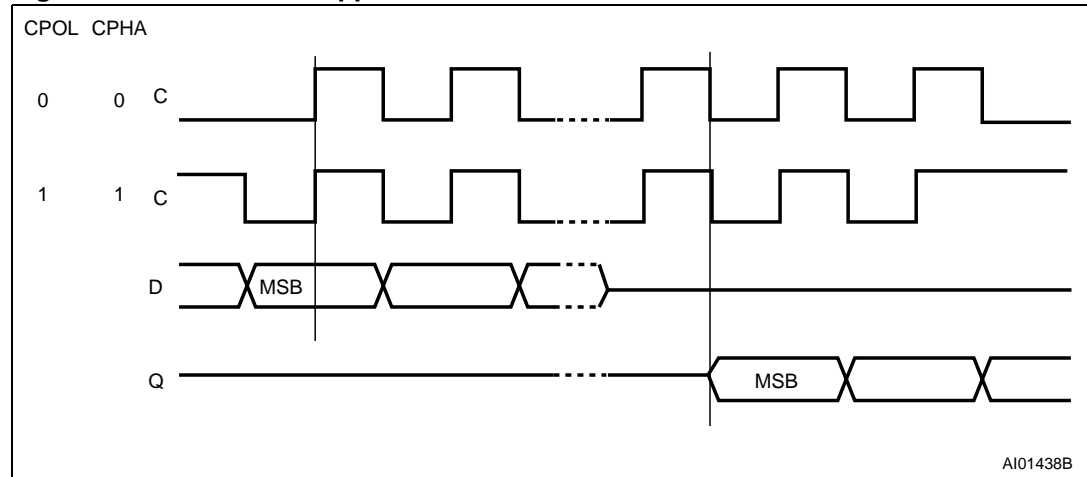 CPOL CPHA
0 0 C
1 1 C
D MSB
Q MSB
AI01438B